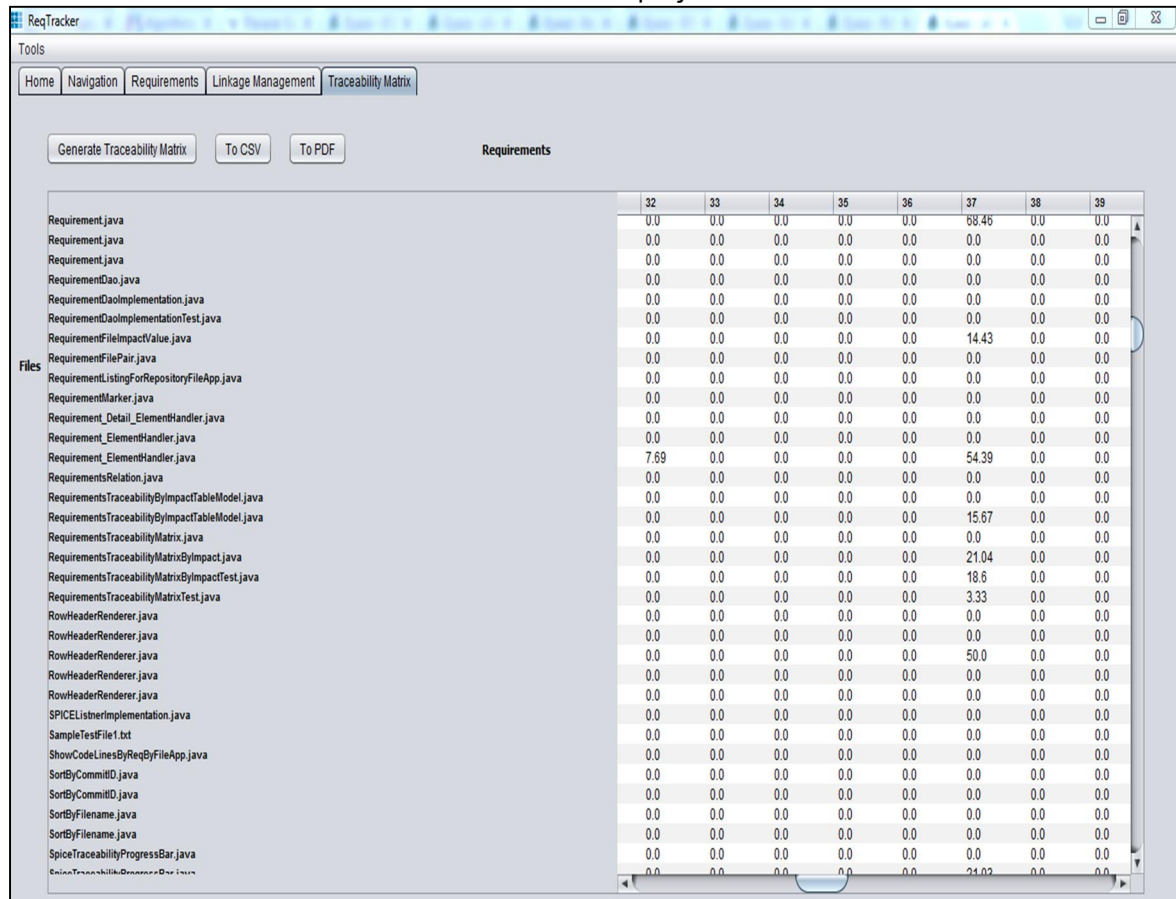 ReqTracker
Tools
Home Navigation Requirements Linkage Management Traceability Matrix
Generate Traceability Matrix To CSV To PDF Requirements
32 33 34 35 36 37 38 39
Requirement.java 0.0 0.0 0.0 0.0 0.0 68.46 0.0 0.0
Requirement.java 0.0 0.0 0.0 0.0 0.0 0.0 0.0 0.0
Requirement.java 0.0 0.0 0.0 0.0 0.0 0.0 0.0 0.0
RequirementDao.java 0.0 0.0 0.0 0.0 0.0 0.0 0.0 0.0
RequirementDaoImplementation.java 0.0 0.0 0.0 0.0 0.0 0.0 0.0 0.0
RequirementDaoImplementationTest.java 0.0 0.0 0.0 0.0 0.0 0.0 0.0 0.0
RequirementFileImpactValue.java 0.0 0.0 0.0 0.0 0.0 14.43 0.0 0.0
Files
RequirementFilePair.java 0.0 0.0 0.0 0.0 0.0 0.0 0.0 0.0
RequirementListingForRepositoryFileApp.java 0.0 0.0 0.0 0.0 0.0 0.0 0.0 0.0
RequirementMarker.java 0.0 0.0 0.0 0.0 0.0 0.0 0.0 0.0
Requirement_Detail_ElementHandler.java 0.0 0.0 0.0 0.0 0.0 0.0 0.0 0.0
Requirement_ElementHandler.java 0.0 0.0 0.0 0.0 0.0 0.0 0.0 0.0
Requirement_ElementHandler.java 7.69 0.0 0.0 0.0 0.0 54.39 0.0 0.0
RequirementsRelation.java 0.0 0.0 0.0 0.0 0.0 0.0 0.0 0.0
RequirementsTraceabilityByImpactTableModel.java 0.0 0.0 0.0 0.0 0.0 0.0 0.0 0.0
RequirementsTraceabilityByImpactTableModel.java 0.0 0.0 0.0 0.0 0.0 15.67 0.0 0.0
RequirementsTraceabilityMatrix.java 0.0 0.0 0.0 0.0 0.0 0.0 0.0 0.0
RequirementsTraceabilityMatrixByImpact.java 0.0 0.0 0.0 0.0 0.0 21.04 0.0 0.0
RequirementsTraceabilityMatrixByImpactTest.java 0.0 0.0 0.0 0.0 0.0 18.6 0.0 0.0
RequirementsTraceabilityMatrixTest.java 0.0 0.0 0.0 0.0 0.0 3.33 0.0 0.0
RowHeaderRenderer.java 0.0 0.0 0.0 0.0 0.0 0.0 0.0 0.0
RowHeaderRenderer.java 0.0 0.0 0.0 0.0 0.0 0.0 0.0 0.0
RowHeaderRenderer.java 0.0 0.0 0.0 0.0 0.0 50.0 0.0 0.0
RowHeaderRenderer.java 0.0 0.0 0.0 0.0 0.0 0.0 0.0 0.0
RowHeaderRenderer.java 0.0 0.0 0.0 0.0 0.0 0.0 0.0 0.0
SPICEListnerImplementation.java 0.0 0.0 0.0 0.0 0.0 0.0 0.0 0.0
SampleTestFile1.txt 0.0 0.0 0.0 0.0 0.0 0.0 0.0 0.0
ShowCodeLinesByReqByFileApp.java 0.0 0.0 0.0 0.0 0.0 0.0 0.0 0.0
SortByCommitID.java 0.0 0.0 0.0 0.0 0.0 0.0 0.0 0.0
SortByCommitID.java 0.0 0.0 0.0 0.0 0.0 0.0 0.0 0.0
SortByFilename.java 0.0 0.0 0.0 0.0 0.0 0.0 0.0 0.0
SortByFilename.java 0.0 0.0 0.0 0.0 0.0 0.0 0.0 0.0
SpiceTraceabilityProgressBar.java 0.0 0.0 0.0 0.0 0.0 0.0 0.0 0.0
SpiceTraceabilityProgressBar.java 0.0 0.0 0.0 0.0 0.0 21.03 0.0 0.0